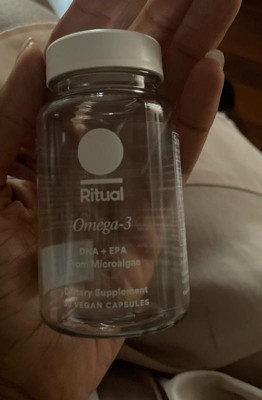 Ritual
Omega-3
DHA + EPA
from Microalgae
Dietary Supplement
VEGAN CAPSULES